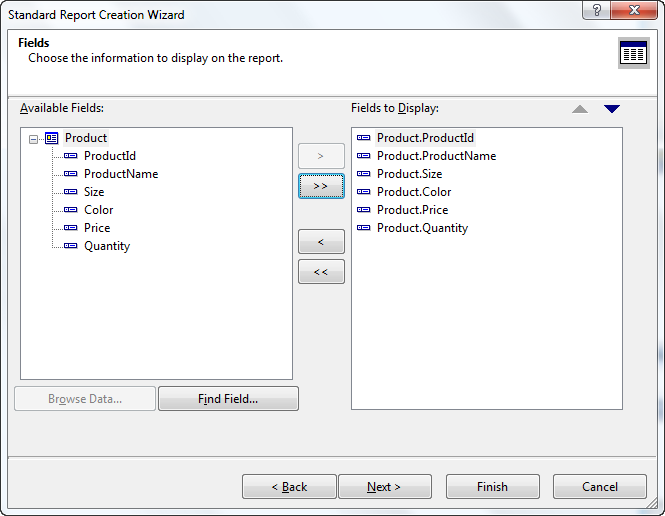 Standard Report Creation Wizard
?
Fields
Choose the information to display on the report.
Available Fields:
Product
ProductId
ProductName
Size
Color
Price
Quantity
>
>>
<
<<
Fields to Display:
Product.ProductId
Product.ProductName
Product.Size
Product.Color
Product.Price
Product.Quantity
Browse Data...
Find Field...
< Back
Next >
Finish
Cancel